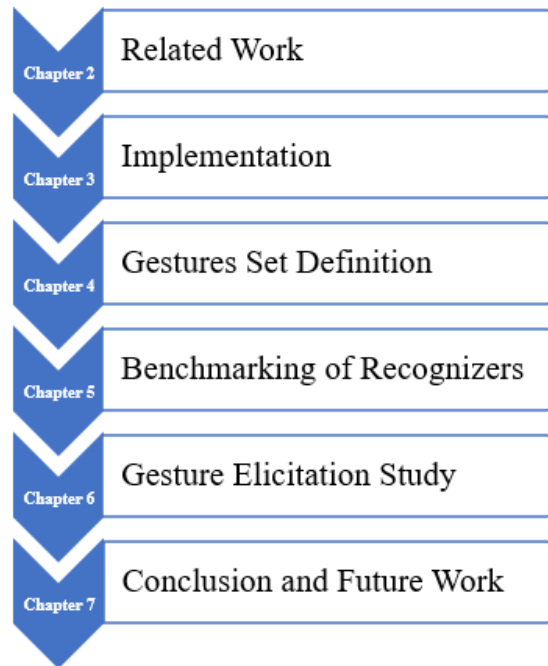 Chapter 2
Related Work
Chapter 3
Implementation
Chapter 4
Gestures Set Definition
Chapter 5
Benchmarking of Recognizers
Chapter 6
Gesture Elicitation Study
Chapter 7
Conclusion and Future Work